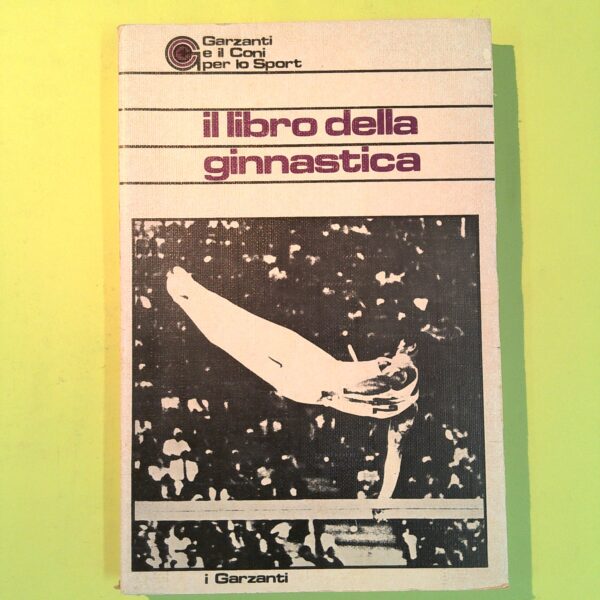 Garzanti
e il Coni
per lo Sport
il libro della
ginnastica
i Garzanti